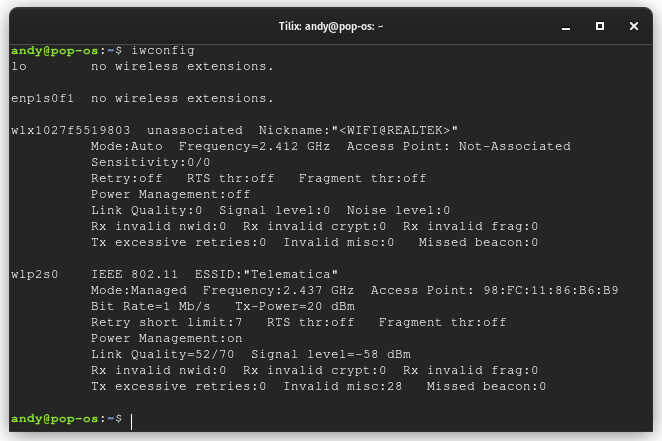 Tilix: andy@pop-os: ~
andy@pop-os:~$ iwconfig
lo        no wireless extensions.
enp1s0f1  no wireless extensions.
wlx1027f5519803  unassociated  Nickname:"<WIFI@REALTEK>"
          Mode:Auto  Frequency=2.412 GHz  Access Point: Not-Associated
          Sensitivity:0/0
          Retry:off   RTS thr:off   Fragment thr:off
          Power Management:off
          Link Quality:0  Signal level:0  Noise level:0
          Rx invalid nwid:0  Rx invalid crypt:0  Rx invalid frag:0
          Tx excessive retries:0  Invalid misc:0   Missed beacon:0
wlp2s0    IEEE 802.11  ESSID:"Telematica"
          Mode:Managed  Frequency:2.437 GHz  Access Point: 98:FC:11:86:B6:B9
          Bit Rate=1 Mb/s   Tx-Power=20 dBm
          Retry short limit:7   RTS thr:off   Fragment thr:off
          Power Management:on
          Link Quality=52/70  Signal level=-58 dBm
          Rx invalid nwid:0  Rx invalid crypt:0  Rx invalid frag:0
          Tx excessive retries:0  Invalid misc:28   Missed beacon:0
andy@pop-os:~$